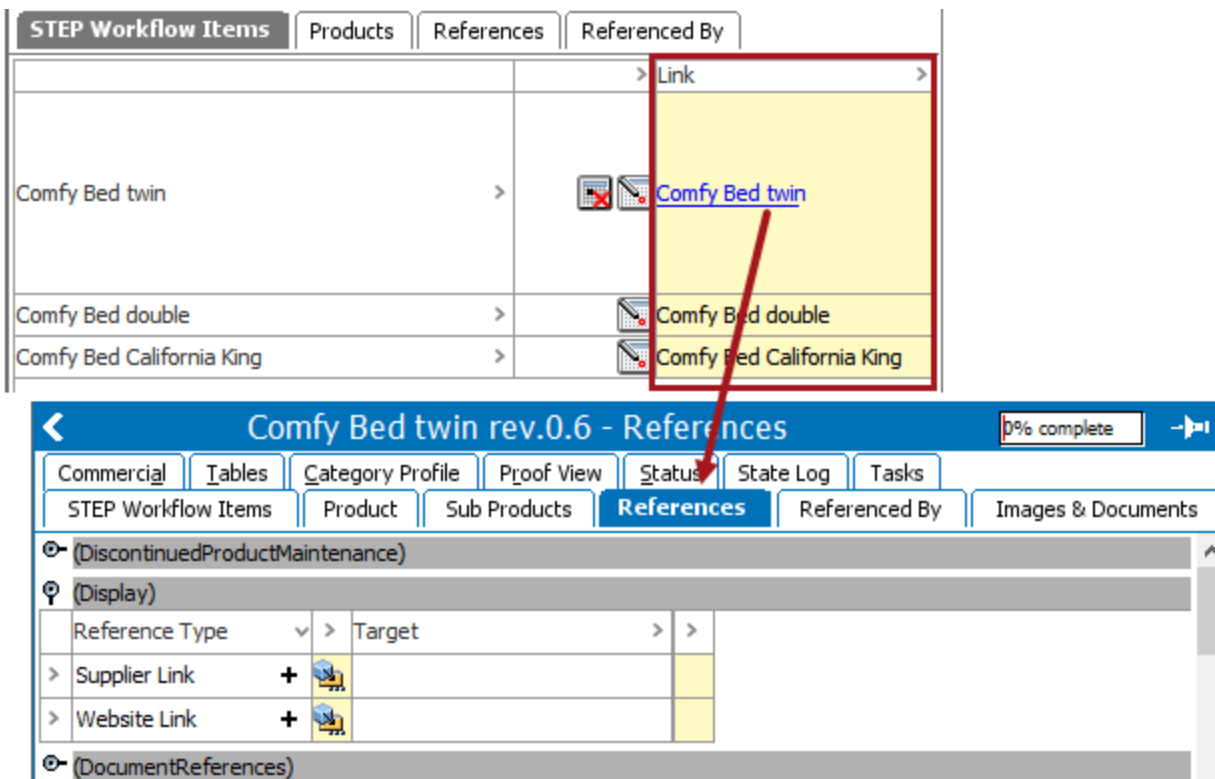 STEP Workflow Items Products References Referenced By
Link
Comfy Bed twin Comfy Bed twin
Comfy Bed double Comfy Bed double
Comfy Bed California King Comfy Bed California King
Comfy Bed twin rev.0.6 - References 0% complete
Commercial Tables Category Profile Proof View Status State Log Tasks
STEP Workflow Items Product Sub Products References Referenced By Images & Documents
(DiscontinuedProductMaintenance)
(Display)
Reference Type Target
Supplier Link
Website Link
(DocumentReferences)